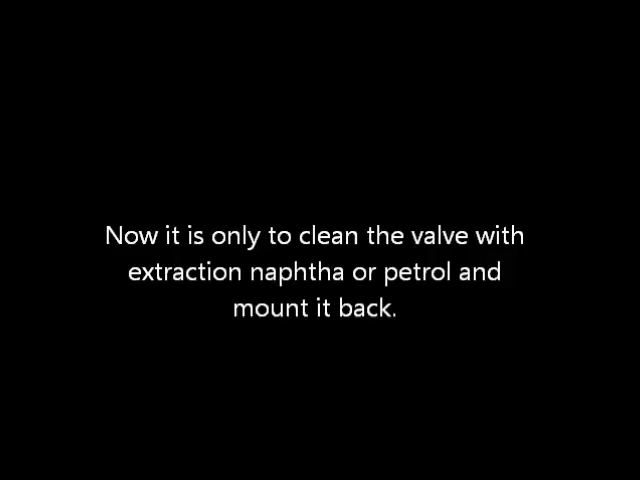 Now it is only to clean the valve with
extraction naphtha or petrol and
mount it back.